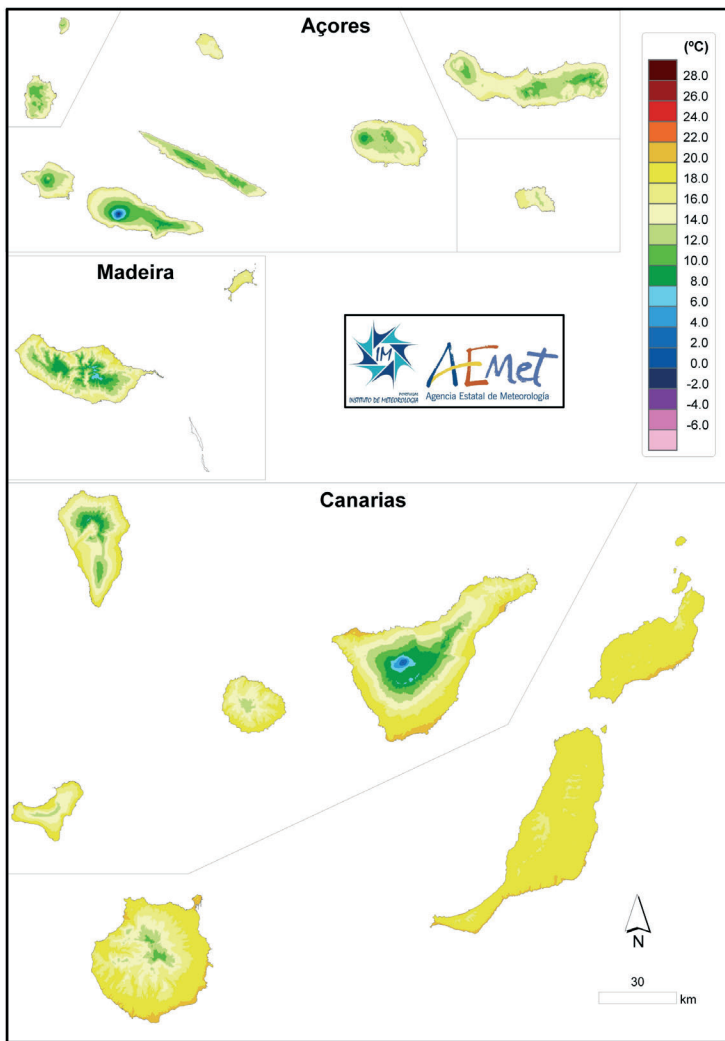 Açores
(ºC)
28.0
26.0
24.0
22.0
20.0
18.0
16.0
14.0
12.0
10.0
8.0
6.0
4.0
2.0
0.0
-2.0
-4.0
-6.0
Madeira
IM
PORTUGAL
INSTITUTO DE METEOROLOGIA
AEMet
Agencia Estatal de Meteorología
Canarias
N
30
km